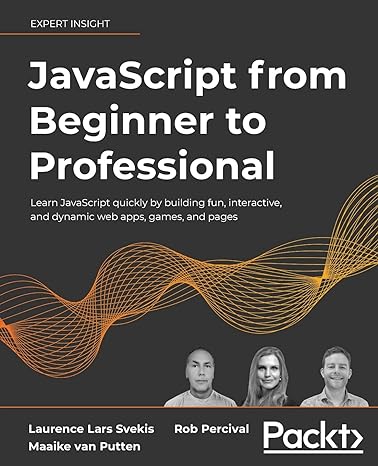 EXPERT INSIGHT
JavaScript from
Beginner to
Professional
Learn JavaScript quickly by building fun, interactive,
and dynamic web apps, games, and pages
Laurence Lars Svekis Rob Percival
Maaike van Putten
Packt>